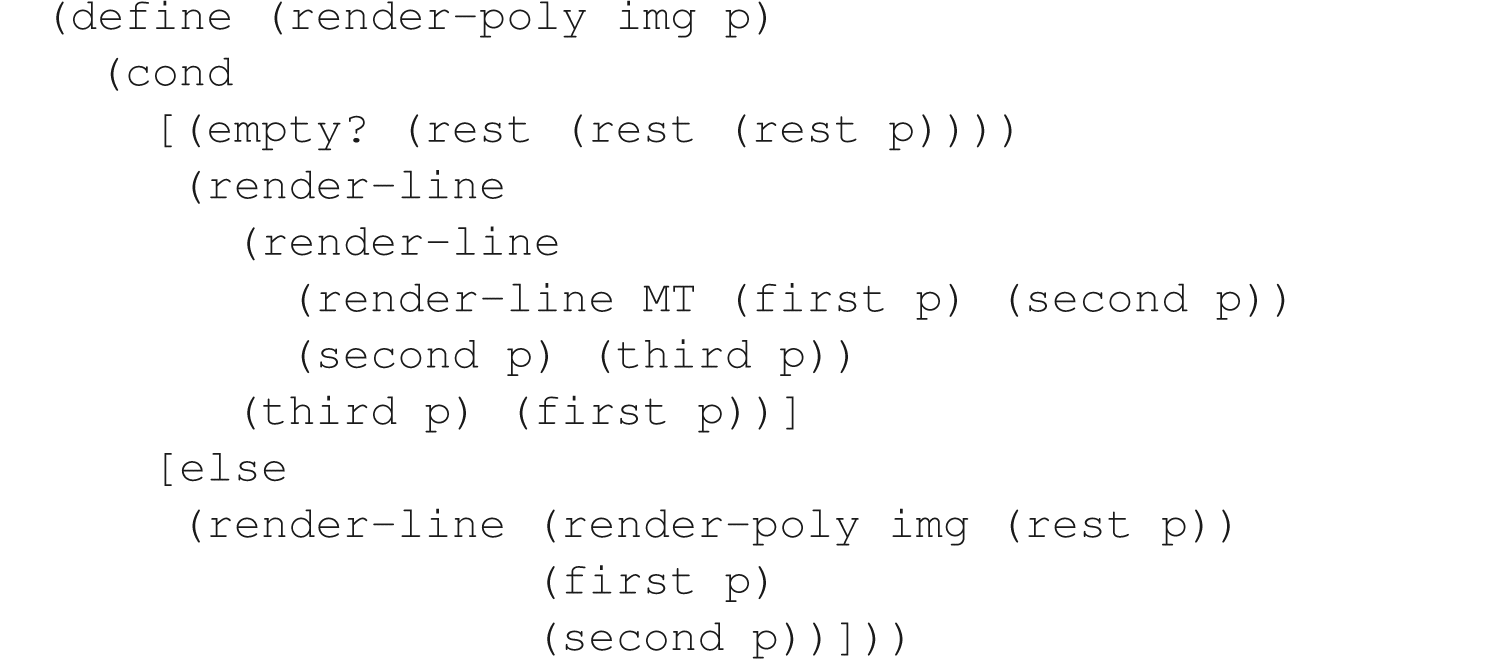 (define (render-poly img p)
  (cond
    [(empty? (rest (rest (rest p))))
     (render-line
       (render-line
         (render-line MT (first p) (second p))
         (second p) (third p))
       (third p) (first p))]
    [else
     (render-line (render-poly img (rest p))
                  (first p)
                  (second p))]))